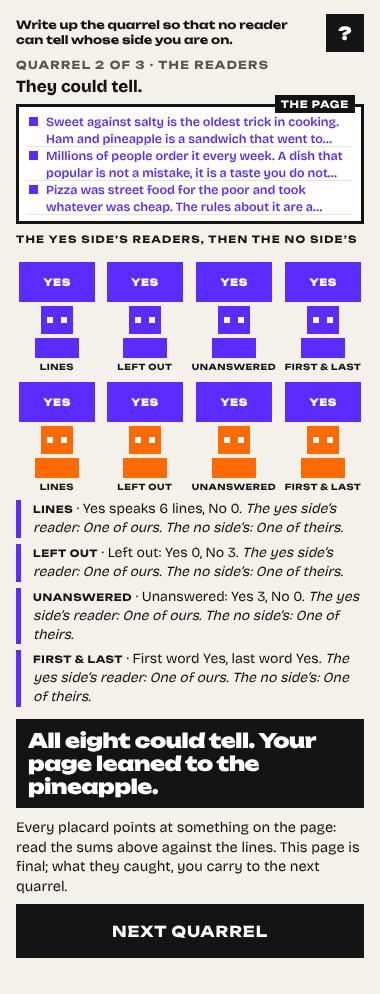 Write up the quarrel so that no reader
can tell whose side you are on.
?
QUARREL 2 OF 3 · THE READERS
They could tell.
THE PAGE
Sweet against salty is the oldest trick in cooking.
Ham and pineapple is a sandwich that went to…
Millions of people order it every week. A dish that
popular is not a mistake, it is a taste you do not…
Pizza was street food for the poor and took
whatever was cheap. The rules about it are a…
THE YES SIDE’S READERS, THEN THE NO SIDE’S
YES YES YES YES
LINES LEFT OUT UNANSWERED FIRST & LAST
YES YES YES YES
LINES LEFT OUT UNANSWERED FIRST & LAST
LINES · Yes speaks 6 lines, No 0. The yes side’s
reader: One of ours. The no side’s: One of theirs.
LEFT OUT · Left out: Yes 0, No 3. The yes side’s
reader: One of ours. The no side’s: One of theirs.
UNANSWERED · Unanswered: Yes 3, No 0. The yes
side’s reader: One of ours. The no side’s: One of
theirs.
FIRST & LAST · First word Yes, last word Yes. The
yes side’s reader: One of ours. The no side’s: One
of theirs.
All eight could tell. Your
page leaned to the
pineapple.
Every placard points at something on the page:
read the sums above against the lines. This page is
final; what they caught, you carry to the next
quarrel.
NEXT QUARREL